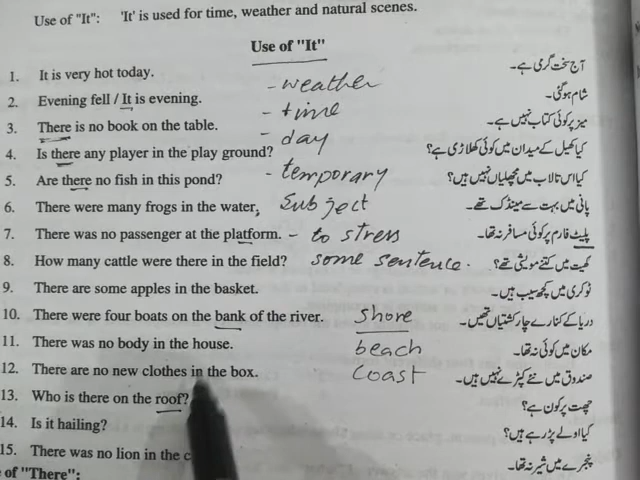 Use of "It": 'It' is used for time, weather and natural scenes.
Use of "It"
1. It is very hot today. - weather آج سخت گرمی ہے۔
2. Evening fell / It is evening. - time شام ہوگئی۔
3. There is no book on the table. - day میز پر کوئی کتاب نہیں ہے۔
4. Is there any player in the play ground? - temporary کیا کھیل کے میدان میں کوئی کھلاڑی ہے؟
5. Are there no fish in this pond? کیا اس تالاب میں مچھلیاں نہیں ہیں؟
6. There were many frogs in the water, Subject پانی میں بہت سے مینڈک تھے۔
7. There was no passenger at the platform. - to stress پلیٹ فارم پر کوئی مسافر نہ تھا۔
8. How many cattle were there in the field? some sentence. کھیت میں کتنے مویشی تھے؟
9. There are some apples in the basket. ٹوکری میں کچھ سیب ہیں۔
10. There were four boats on the bank of the river. shore دریا کے کنارے چار کشتیاں تھیں۔
11. There was no body in the house. beach مکان میں کوئی نہ تھا۔
12. There are no new clothes in the box. coast صندوق میں نئے کپڑے نہیں ہیں۔
13. Who is there on the roof? چھت پر کون ہے؟
14. Is it hailing? کیا اولے پڑ رہے ہیں؟
15. There was no lion in the c پنجرے میں شیر نہ تھا۔
e of "There":